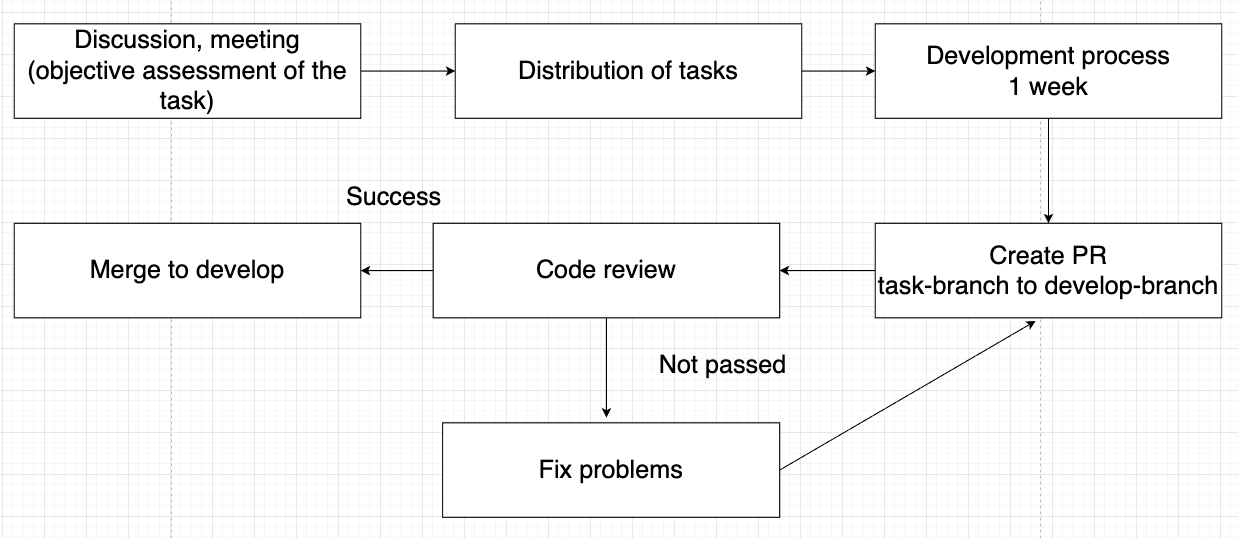 Discussion, meeting
(objective assessment of the
task)
Distribution of tasks
Development process
1 week
Success
Merge to develop
Code review
Create PR
task-branch to develop-branch
Not passed
Fix problems